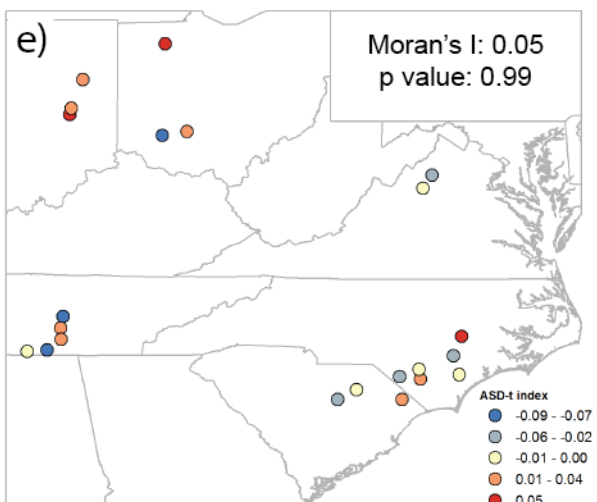 e)
Moran's I: 0.05
p value: 0.99
ASD-t index
-0.09 - -0.07
-0.06 - -0.02
-0.01 - 0.00
0.01 - 0.04
0.05